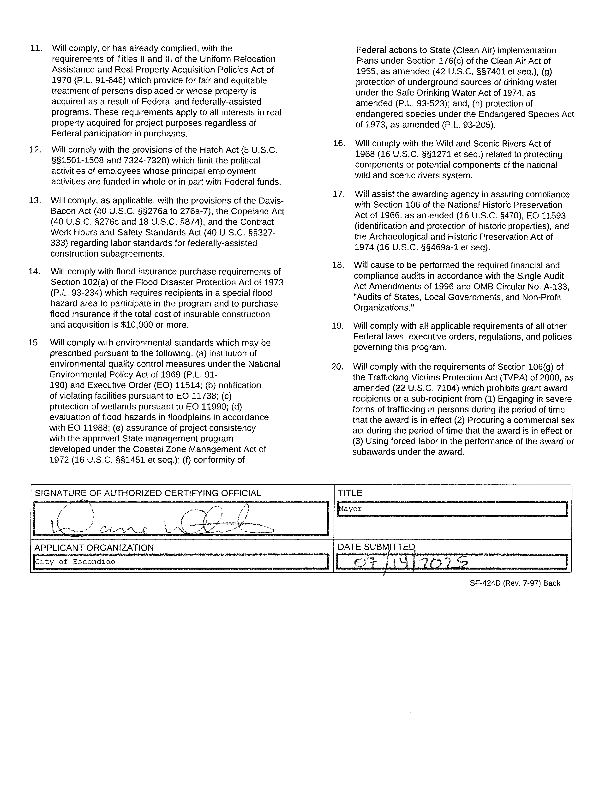 11. Will comply, or has already complied, with the
requirements of Titles II and III of the Uniform Relocation
Assistance and Real Property Acquisition Policies Act of
1970 (P.L. 91-646) which provide for fair and equitable
treatment of persons displaced or whose property is
acquired as a result of Federal and federally-assisted
programs. These requirements apply to all interests in real
property acquired for project purposes regardless of
Federal participation in purchases.
12. Will comply with the provisions of the Hatch Act (5 U.S.C.
§§1501-1508 and 7324-7328) which limit the political
activities of employees whose principal employment
activities are funded in whole or in part with Federal funds.
13. Will comply, as applicable, with the provisions of the Davis-
Bacon Act (40 U.S.C. §§276a to 276a-7), the Copeland Act
(40 U.S.C. §276c and 18 U.S.C. §874), and the Contract
Work Hours and Safety Standards Act (40 U.S.C. §§327-
333) regarding labor standards for federally-assisted
construction subagreements.
14. Will comply with flood insurance purchase requirements of
Section 102(a) of the Flood Disaster Protection Act of 1973
(P.L. 93-234) which requires recipients in a special flood
hazard area to participate in the program and to purchase
flood insurance if the total cost of insurable construction
and acquisition is $10,000 or more.
15. Will comply with environmental standards which may be
prescribed pursuant to the following: (a) institution of
environmental quality control measures under the National
Environmental Policy Act of 1969 (P.L. 91-
190) and Executive Order (EO) 11514; (b) notification
of violating facilities pursuant to EO 11738; (c)
protection of wetlands pursuant to EO 11990; (d)
evaluation of flood hazards in floodplains in accordance
with EO 11988; (e) assurance of project consistency
with the approved State management program
developed under the Coastal Zone Management Act of
1972 (16 U.S.C. §§1451 et seq.); (f) conformity of
Federal actions to State (Clean Air) Implementation
Plans under Section 176(c) of the Clean Air Act of
1955, as amended (42 U.S.C. §§7401 et seq.), (g)
protection of underground sources of drinking water
under the Safe Drinking Water Act of 1974, as
amended (P.L. 93-523); and, (h) protection of
endangered species under the Endangered Species Act
of 1973, as amended (P.L. 93-205).
16. Will comply with the Wild and Scenic Rivers Act of
1968 (16 U.S.C. §§1271 et seq.) related to protecting
components or potential components of the national
wild and scenic rivers system.
17. Will assist the awarding agency in assuring compliance
with Section 106 of the National Historic Preservation
Act of 1966, as amended (16 U.S.C. §470), EO 11593
(identification and protection of historic properties), and
the Archaeological and Historic Preservation Act of
1974 (16 U.S.C. §§469a-1 et seq).
18. Will cause to be performed the required financial and
compliance audits in accordance with the Single Audit
Act Amendments of 1996 and OMB Circular No. A-133,
"Audits of States, Local Governments, and Non-Profit
Organizations."
19. Will comply with all applicable requirements of all other
Federal laws, executive orders, regulations, and policies
governing this program.
20. Will comply with the requirements of Section 106(g) of
the Trafficking Victims Protection Act (TVPA) of 2000, as
amended (22 U.S.C. 7104) which prohibits grant award
recipients or a sub-recipient from (1) Engaging in severe
forms of trafficking in persons during the period of time
that the award is in effect (2) Procuring a commercial sex
act during the period of time that the award is in effect or
(3) Using forced labor in the performance of the award or
subawards under the award.
SIGNATURE OF AUTHORIZED CERTIFYING OFFICIAL
TITLE
Mayor
APPLICANT ORGANIZATION
City of Escondido
DATE SUBMITTED
SF-424D (Rev. 7-97) Back